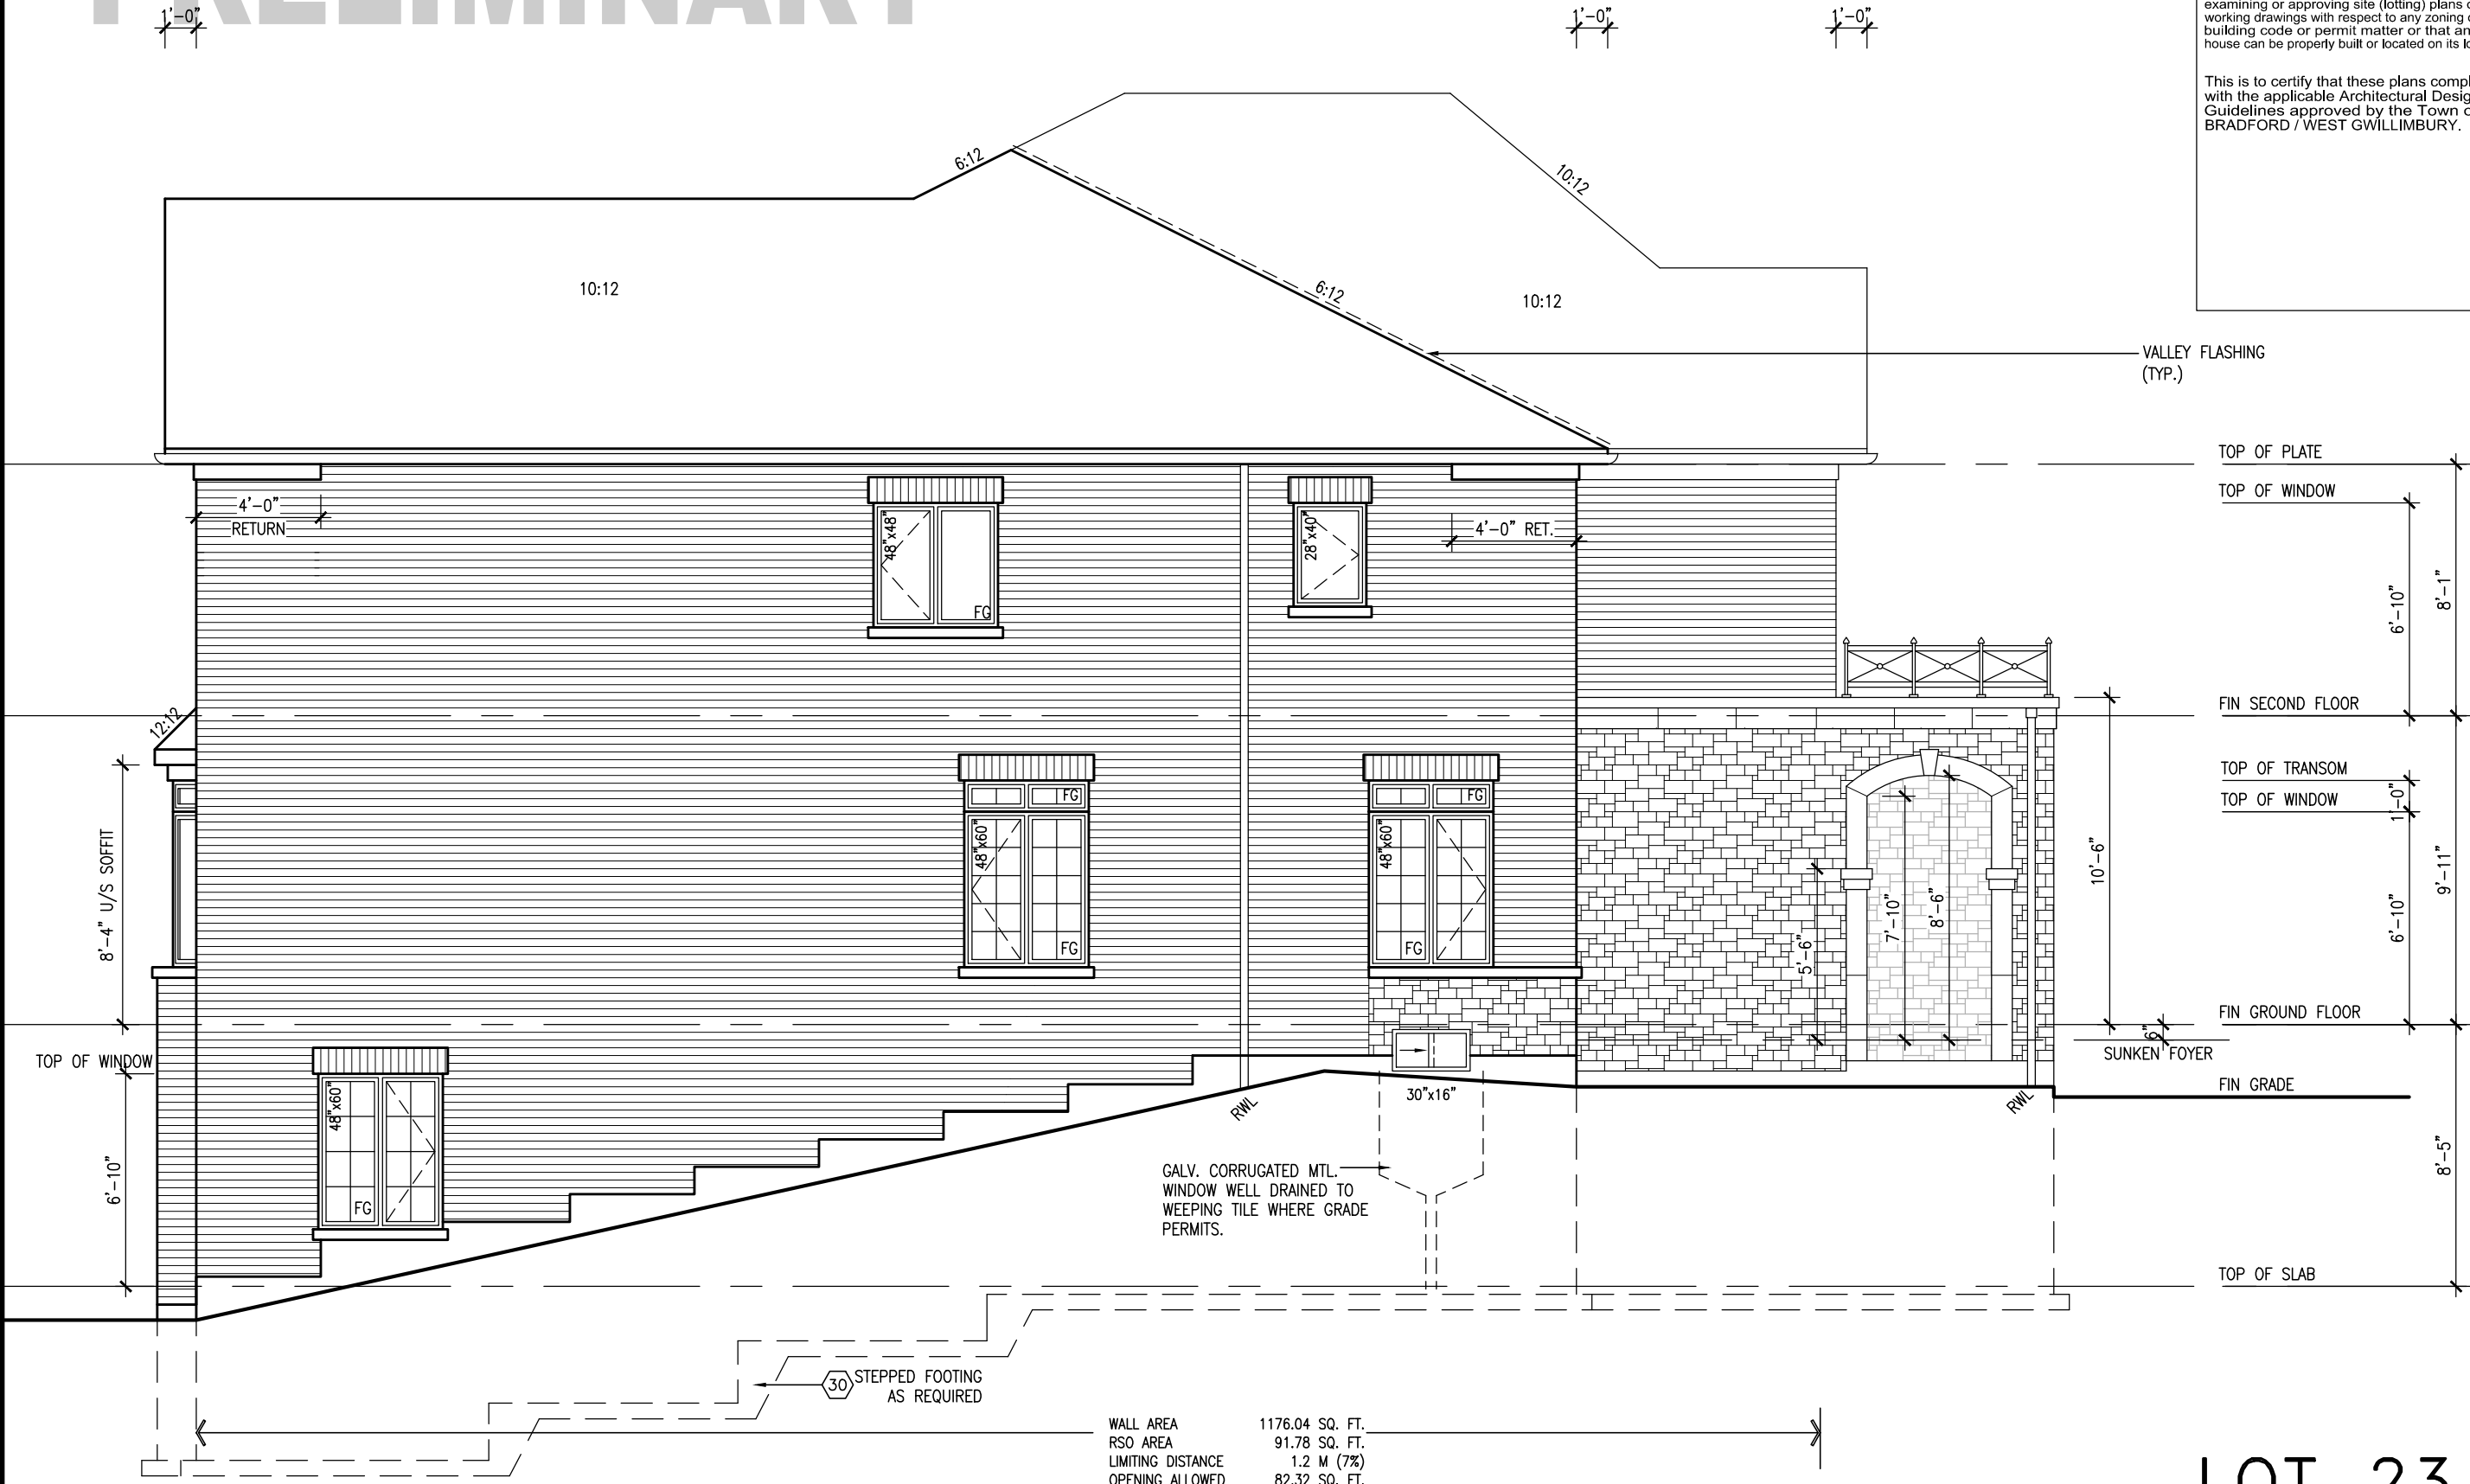 PRELIMINARY
1'-0"
1'-0"
1'-0"
examining or approving site (lotting) plans
working drawings with respect to any zoning
building code or permit matter or that
house can be properly built or located on its
This is to certify that these plans
with the applicable Architectural
Guidelines approved by the Town
BRADFORD / WEST GWILLIMBURY.
6:12
10:12
10:12
6:12
10:12
VALLEY FLASHING
(TYP.)
TOP OF PLATE
TOP OF WINDOW
4'-0"
RETURN
48"x48"
FG
28"x40"
4'-0" RET.
6'-10"
8'-1"
12:12
FIN SECOND FLOOR
TOP OF TRANSOM
TOP OF WINDOW
1'-0"
8'-4" U/S SOFFIT
FG
48"x60"
FG
FG
48"x60"
FG
5'-6"
7'-10"
8'-6"
10'-6"
6'-10"
9'-11"
FIN GROUND FLOOR
6"
SUNKEN FOYER
FIN GRADE
TOP OF WINDOW
48"x60"
FG
6'-10"
RWL
30"x16"
RWL
GALV. CORRUGATED MTL.
WINDOW WELL DRAINED TO
WEEPING TILE WHERE GRADE
PERMITS.
8'-5"
TOP OF SLAB
30
STEPPED FOOTING
AS REQUIRED
WALL AREA 1176.04 SQ. FT.
RSO AREA 91.78 SQ. FT.
LIMITING DISTANCE 1.2 M (7%)
OPENING ALLOWED 82.32 SQ. FT.
LOT 23